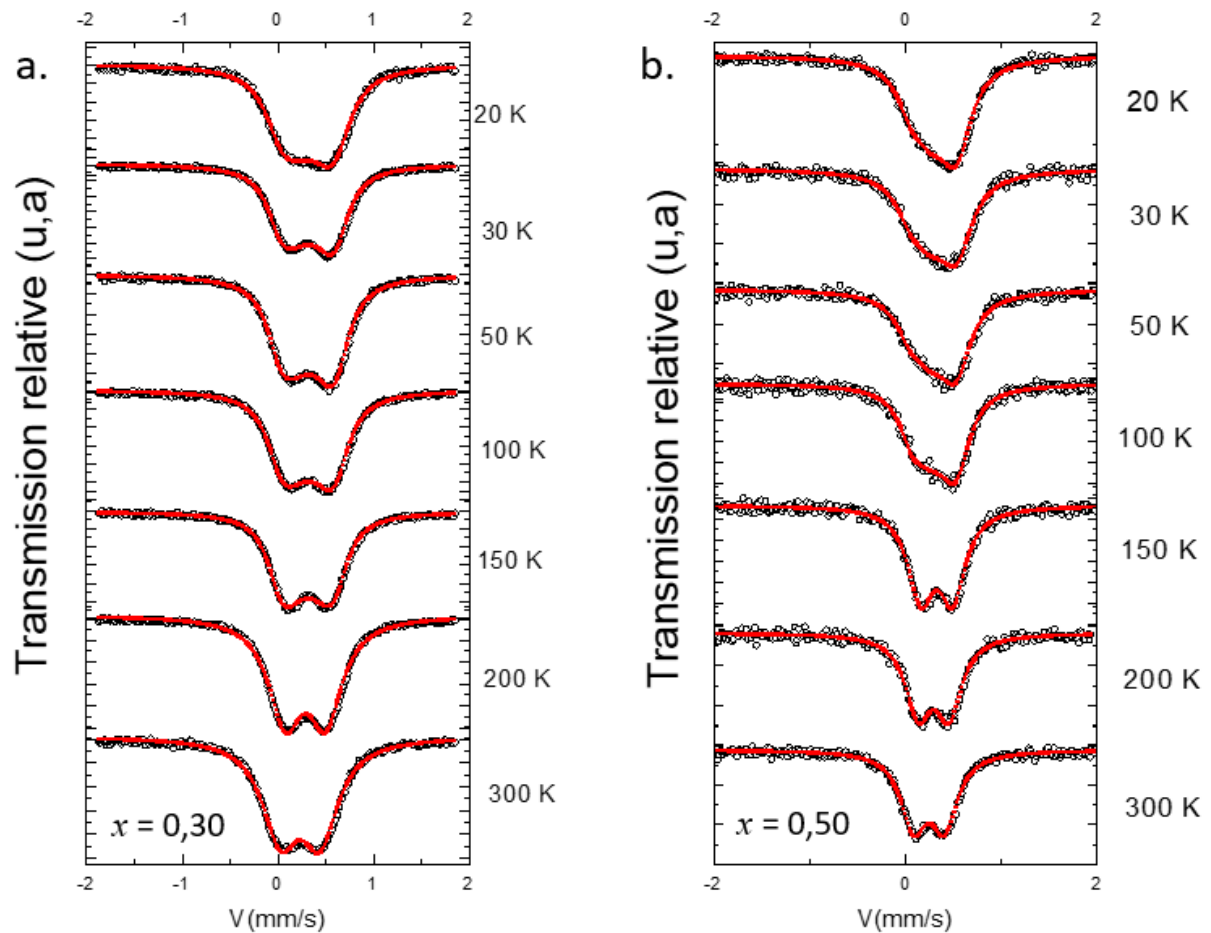 -2 -1 0 1 2
a.
Transmission relative (u,a)
20 K
30 K
50 K
100 K
150 K
200 K
300 K
x = 0,30
-2 -1 0 1 2
V(mm/s)
-2 0 2
b.
Transmission relative (u,a)
20 K
30 K
50 K
100 K
150 K
200 K
300 K
x = 0,50
-2 0 2
V(mm/s)